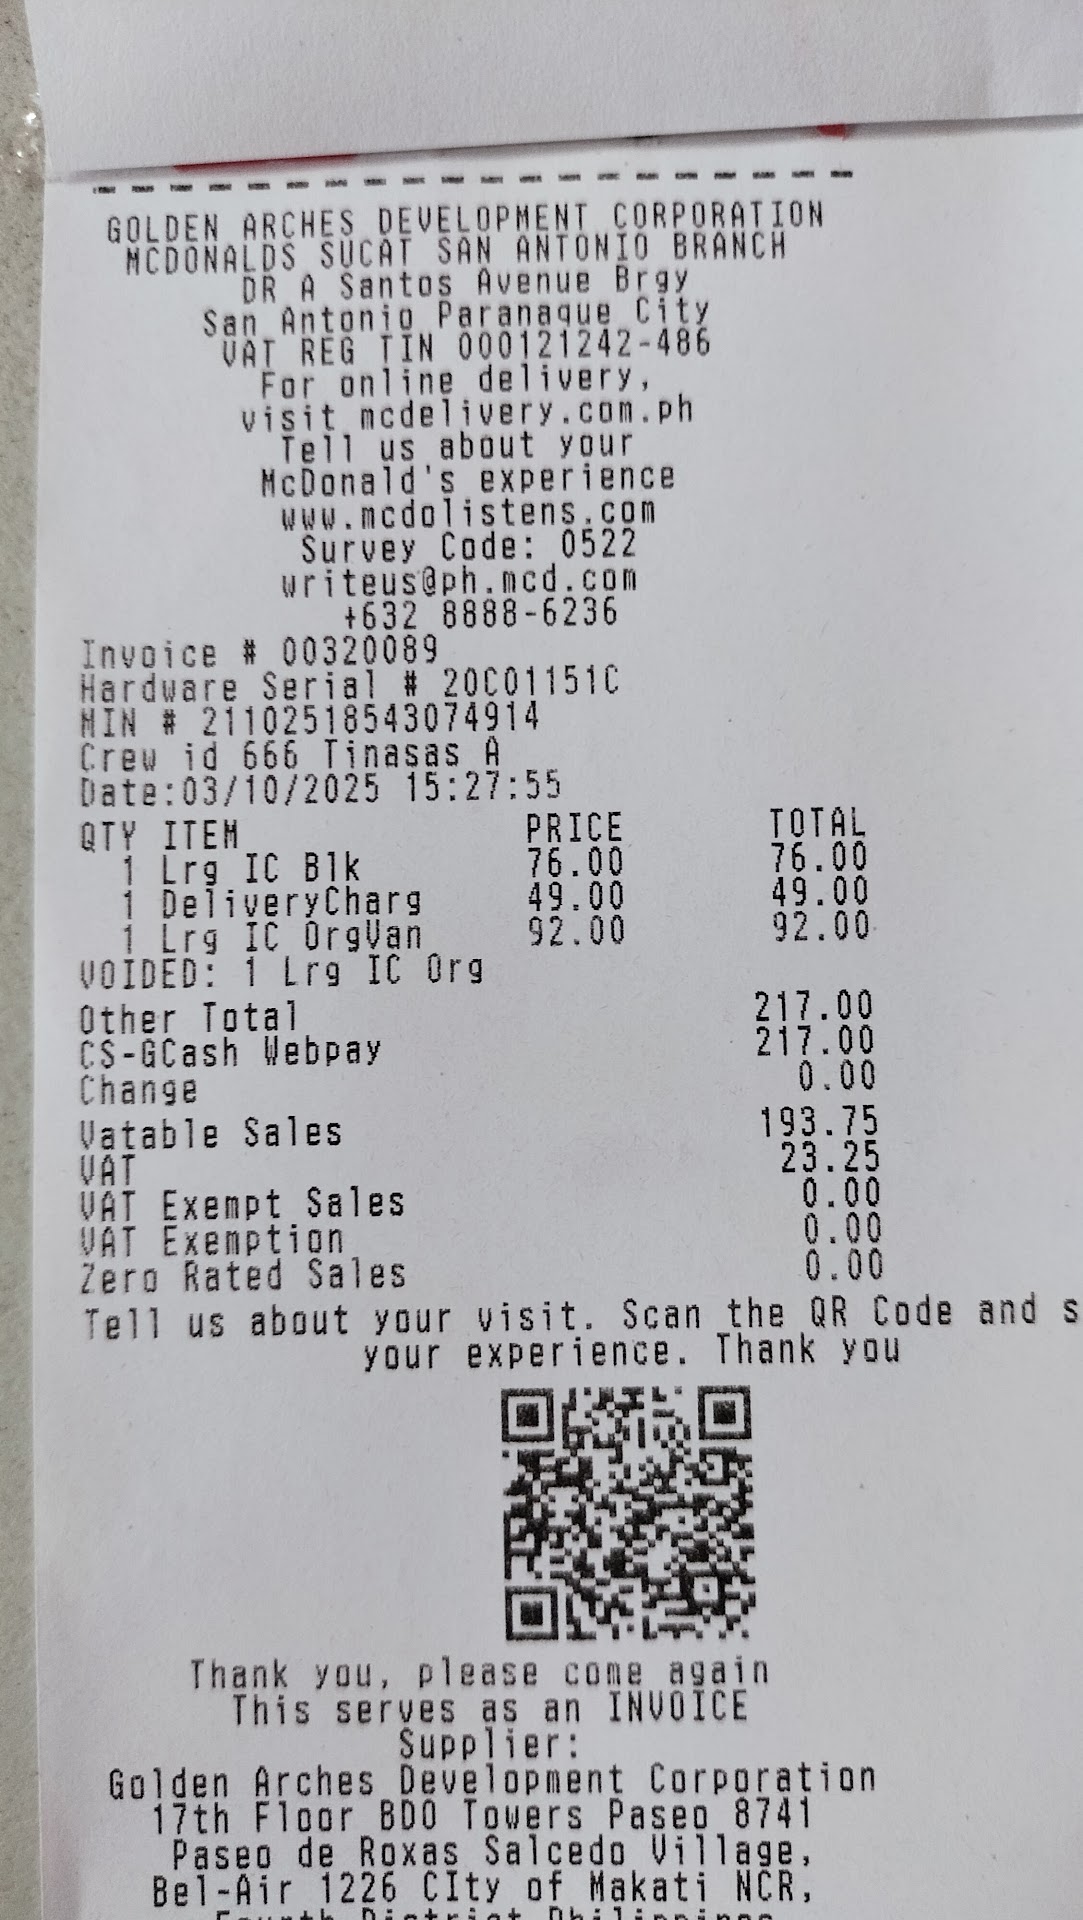 GOLDEN ARCHES DEVELOPMENT CORPORATION
MCDONALDS SUCAT SAN ANTONIO BRANCH
DR A Santos Avenue Brgy
San Antonio Paranaque City
VAT REG TIN 000121242-486
For online delivery,
visit mcdelivery.com.ph
Tell us about your
McDonald's experience
www.mcdolistens.com
Survey Code: 0522
writeus@ph.mcd.com
+632 8888-6236
Invoice # 00320089
Hardware Serial # 20C01151C
MIN # 21102518543074914
Crew id 666 Tinasas A
Date:03/10/2025 15:27:55
QTY ITEM PRICE TOTAL
1 Lrg IC Blk 76.00 76.00
1 DeliveryCharg 49.00 49.00
1 Lrg IC OrgVan 92.00 92.00
VOIDED: 1 Lrg IC Org
Other Total 217.00
CS-GCash Webpay 217.00
Change 0.00
Vatable Sales 193.75
VAT 23.25
VAT Exempt Sales 0.00
VAT Exemption 0.00
Zero Rated Sales 0.00
Tell us about your visit. Scan the QR Code and s
your experience. Thank you
Thank you, please come again
This serves as an INVOICE
Supplier:
Golden Arches Development Corporation
17th Floor BDO Towers Paseo 8741
Paseo de Roxas Salcedo Village,
Bel-Air 1226 CIty of Makati NCR,
Fourth District Philippines